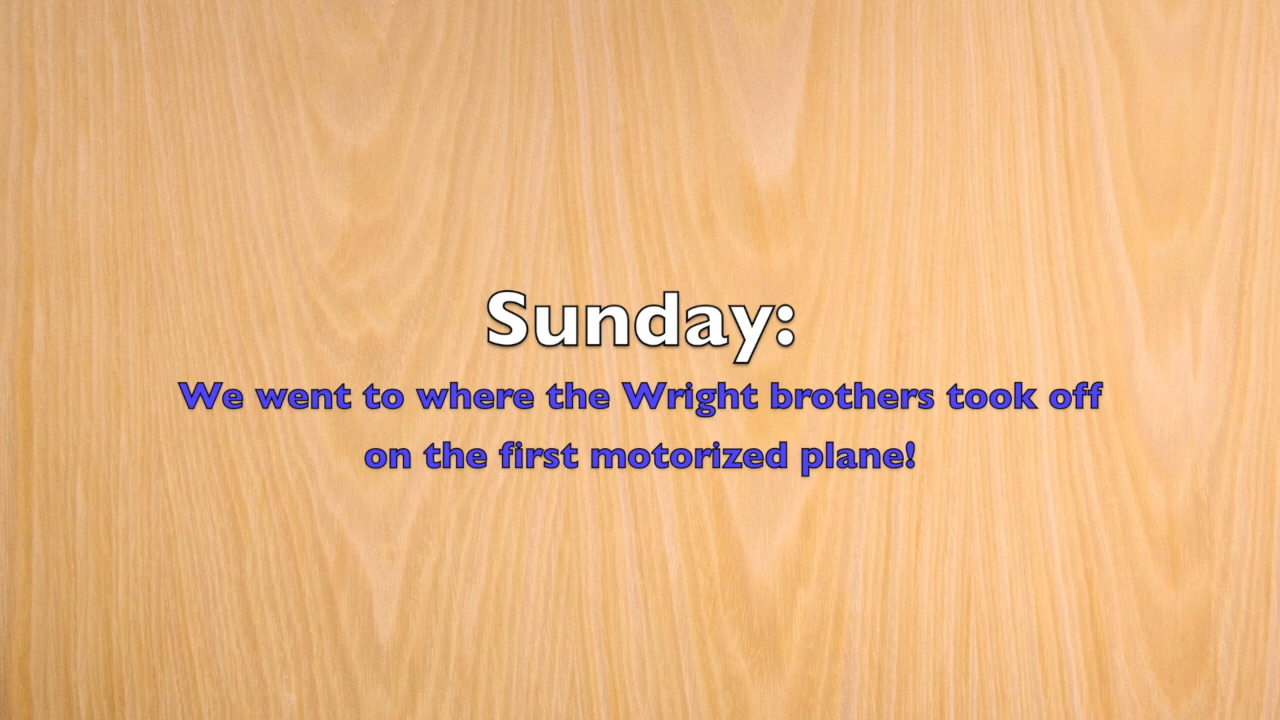 Sunday:
We went to where the Wright brothers took off
on the first motorized plane!